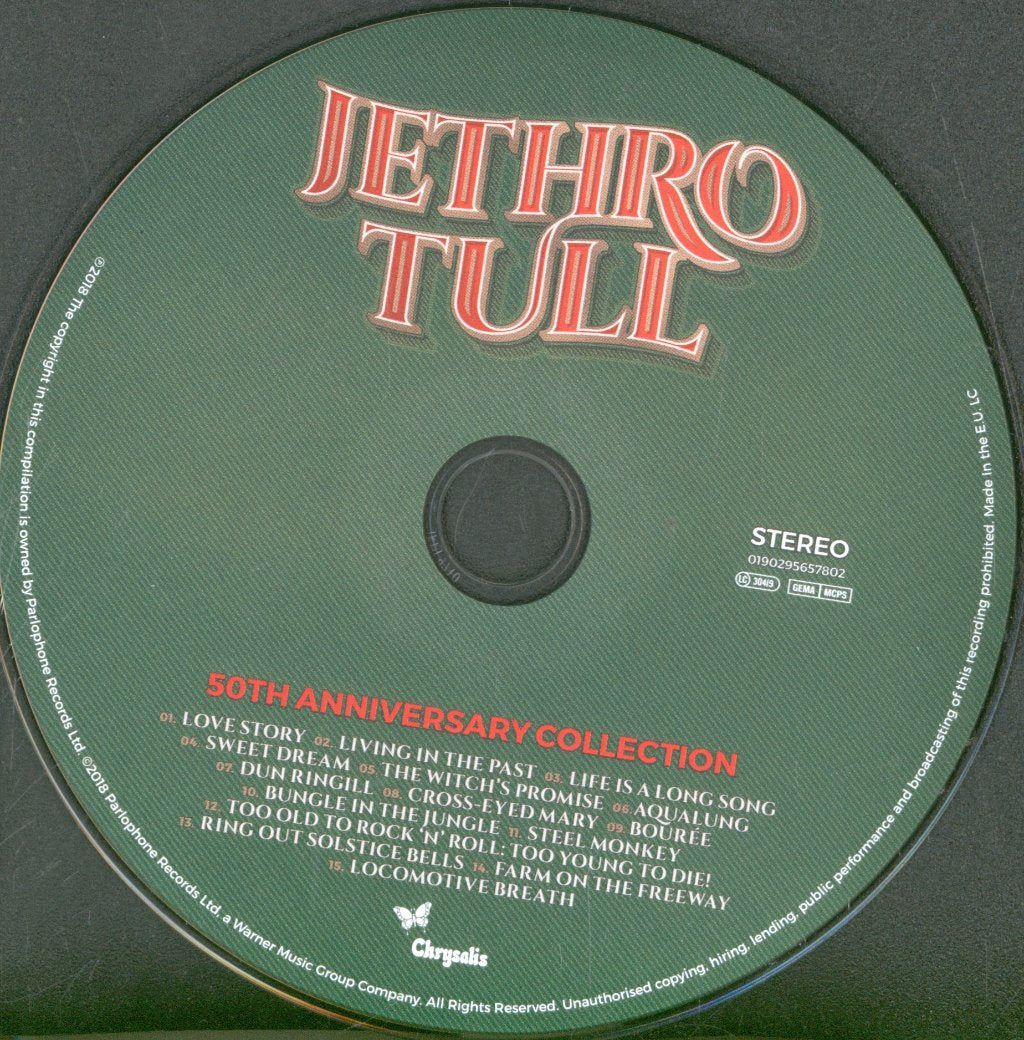 JETHRO
TULL
STEREO
0190295657802
LC 30419 GEMA MCPS
50TH ANNIVERSARY COLLECTION
01. LOVE STORY 02. LIVING IN THE PAST 03. LIFE IS A LONG SONG
04. SWEET DREAM 05 THE WITCH'S PROMISE 06 AQUALUNG
07. DUN RINGILL 08. CROSS-EYED MARY 09. BOURÉE
10. BUNGLE IN THE JUNGLE 11. STEEL MONKEY
12. TOO OLD TO ROCK 'N' ROLL: TOO YOUNG TO DIE!
13. RING OUT SOLSTICE BELLS 14. FARM ON THE FREEWAY
15. LOCOMOTIVE BREATH
Chrysalis
℗2018 The copyright in this compilation is owned by Parlophone Records Ltd. ©2018 Parlophone Records Ltd, a Warner Music Group Company. All Rights Reserved. Unauthorised copying, hiring, lending, public performance and broadcasting of this recording prohibited. Made in the E.U. LC